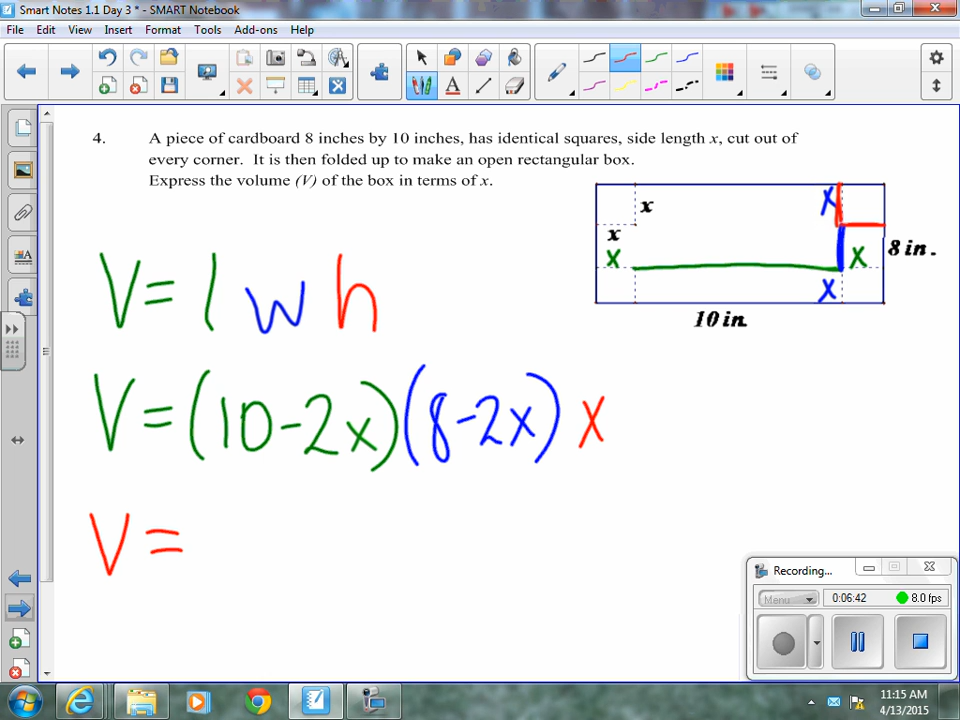 Smart Notes 1.1 Day 3 * - SMART Notebook
File Edit View Insert Format Tools Add-ons Help
4. A piece of cardboard 8 inches by 10 inches, has identical squares, side length x, cut out of
every corner. It is then folded up to make an open rectangular box.
Express the volume (V) of the box in terms of x.
x X
x
X X 8 in.
X
10 in.
V = l w h
V = (10-2x)(8-2x) x
V =
Recording...
Menu 0:06:42 8.0 fps
11:15 AM
4/13/2015